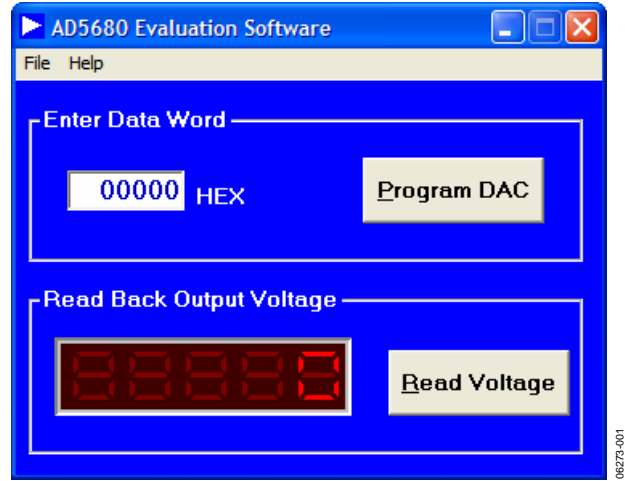 AD5680 Evaluation Software
File Help
Enter Data Word
00000 HEX
Program DAC
Read Back Output Voltage
0
Read Voltage
06273-001